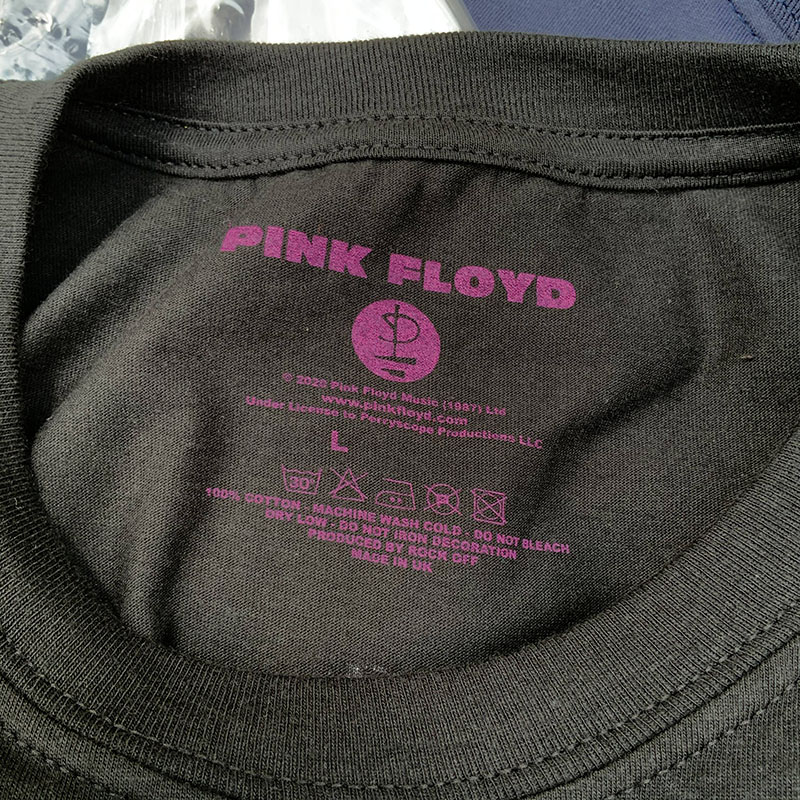 PINK FLOYD
© 2020 Pink Floyd Music (1987) Ltd
www.pinkfloyd.com
Under License to Perryscope Productions LLC
L
30°
100% COTTON - MACHINE WASH COLD - DO NOT BLEACH
DRY LOW - DO NOT IRON DECORATION
PRODUCED BY ROCK OFF
MADE IN UK